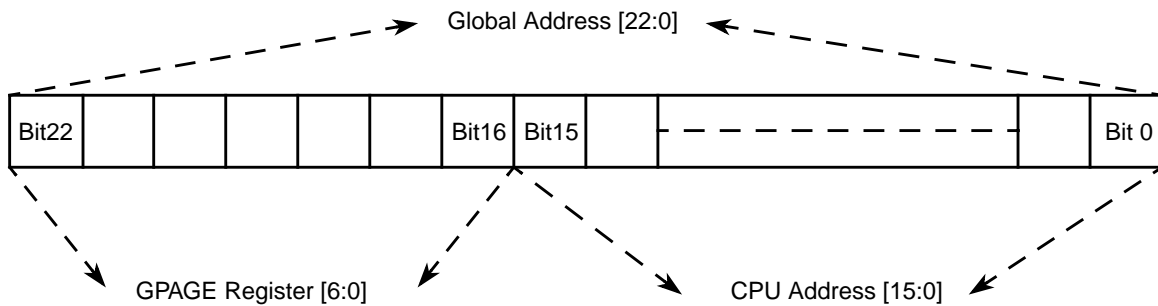 Global Address [22:0]
Bit22 Bit16 Bit15 Bit 0
GPAGE Register [6:0] CPU Address [15:0]